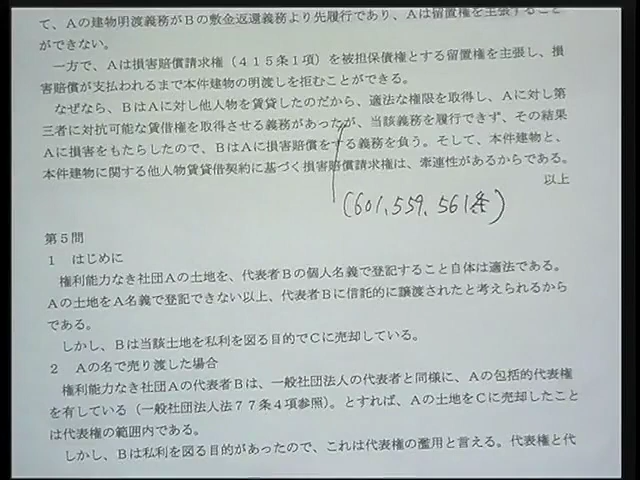 て、Aの建物明渡義務がBの敷金返還義務より先履行であり、Aは留置権を主張すること
ができない。
一方で、Aは損害賠償請求権（415条1項）を被担保債権とする留置権を主張し、損
害賠償が支払われるまで本件建物の明渡しを拒むことができる。
なぜなら、BはAに対し他人物を賃貸したのだから、適法な権限を取得し、Aに対し第
三者に対抗可能な賃借権を取得させる義務があったが、当該義務を履行できず、その結果
Aに損害をもたらしたので、BはAに損害賠償をする義務を負う。そして、本件建物と、
本件建物に関する他人物賃貸借契約に基づく損害賠償請求権は、牽連性があるからである。
以上
(601,559,561条)
第5問
1　はじめに
権利能力なき社団Aの土地を、代表者Bの個人名義で登記すること自体は適法である。
Aの土地をA名義で登記できない以上、代表者Bに信託的に譲渡されたと考えられるから
である。
しかし、Bは当該土地を私利を図る目的でCに売却している。
2　Aの名で売り渡した場合
権利能力なき社団Aの代表者Bは、一般社団法人の代表者と同様に、Aの包括的代表権
を有している（一般社団法人法77条4項参照）。とすれば、Aの土地をCに売却したこと
は代表権の範囲内である。
しかし、Bは私利を図る目的があったので、これは代表権の濫用と言える。代表権と代